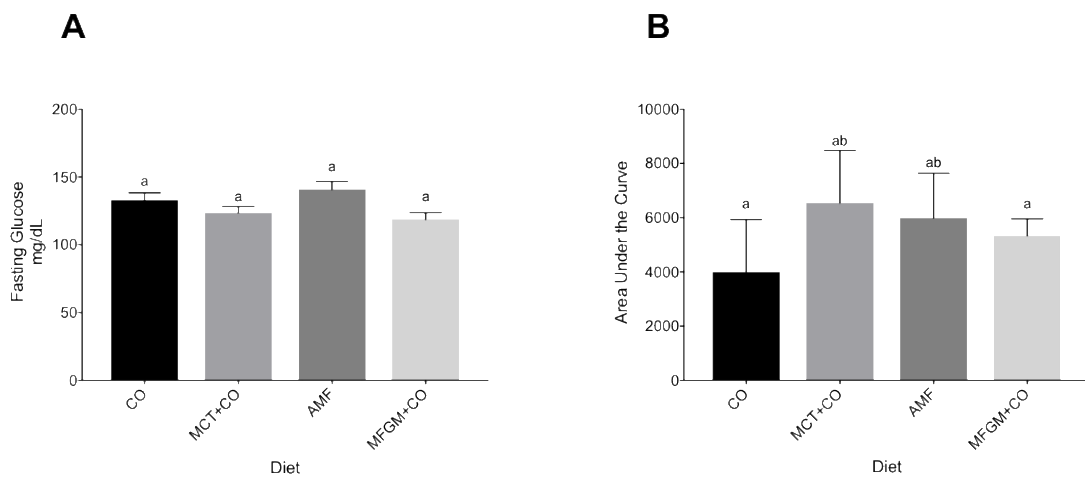 A
Fasting Glucose
mg/dL
200
150
100
50
0
a
a
a
a
CO
MCT+CO
AMF
MFGM+CO
Diet
B
Area Under the Curve
10000
8000
6000
4000
2000
0
a
ab
ab
a
CO
MCT+CO
AMF
MFGM+CO
Diet